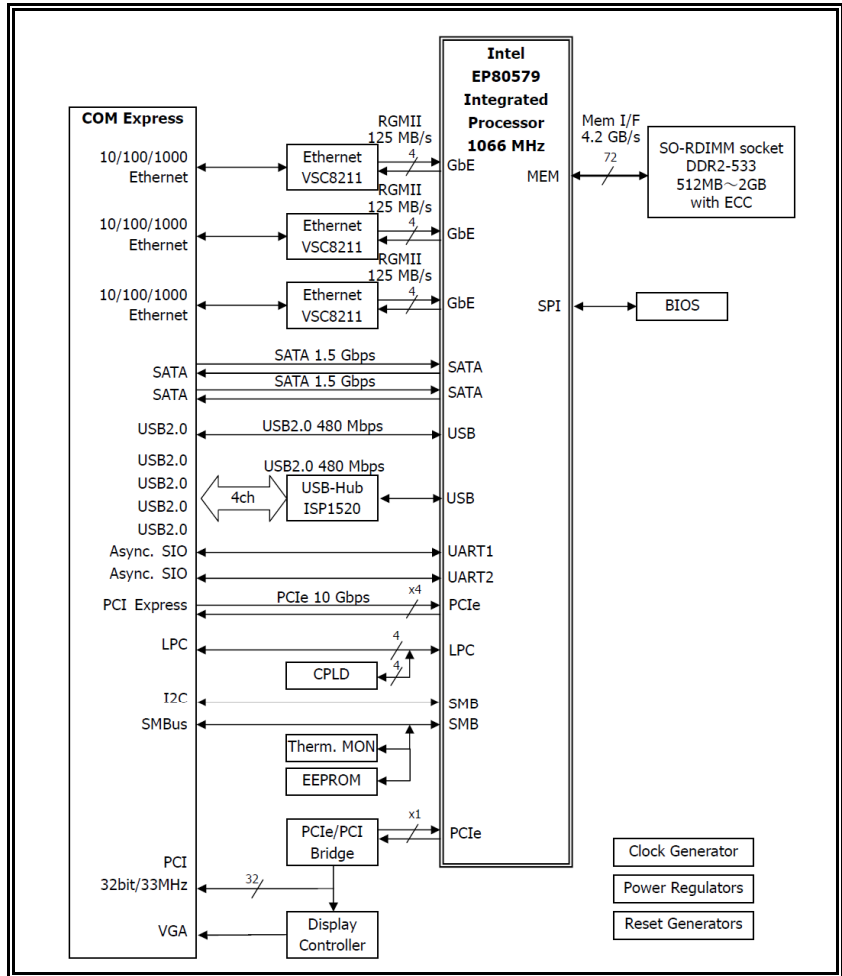 Intel
EP80579
Integrated
Processor
1066 MHz
COM Express
RGMII
125 MB/s
Mem I/F
4.2 GB/s
10/100/1000
Ethernet
Ethernet
VSC8211
4
GbE
MEM
72
SO-RDIMM socket
DDR2-533
512MB～2GB
with ECC
RGMII
125 MB/s
10/100/1000
Ethernet
Ethernet
VSC8211
4
GbE
RGMII
125 MB/s
10/100/1000
Ethernet
Ethernet
VSC8211
4
GbE
SPI
BIOS
SATA
SATA 1.5 Gbps
SATA
SATA
SATA 1.5 Gbps
SATA
USB2.0
USB2.0 480 Mbps
USB
USB2.0
USB2.0
USB2.0
USB2.0
4ch
USB2.0 480 Mbps
USB-Hub
ISP1520
USB
Async. SIO
UART1
Async. SIO
UART2
PCI Express
PCIe 10 Gbps
x4
PCIe
LPC
4
LPC
CPLD
4
I2C
SMB
SMBus
SMB
Therm. MON
EEPROM
PCIe/PCI
Bridge
x1
PCIe
PCI
32bit/33MHz
32
VGA
Display
Controller
Clock Generator
Power Regulators
Reset Generators